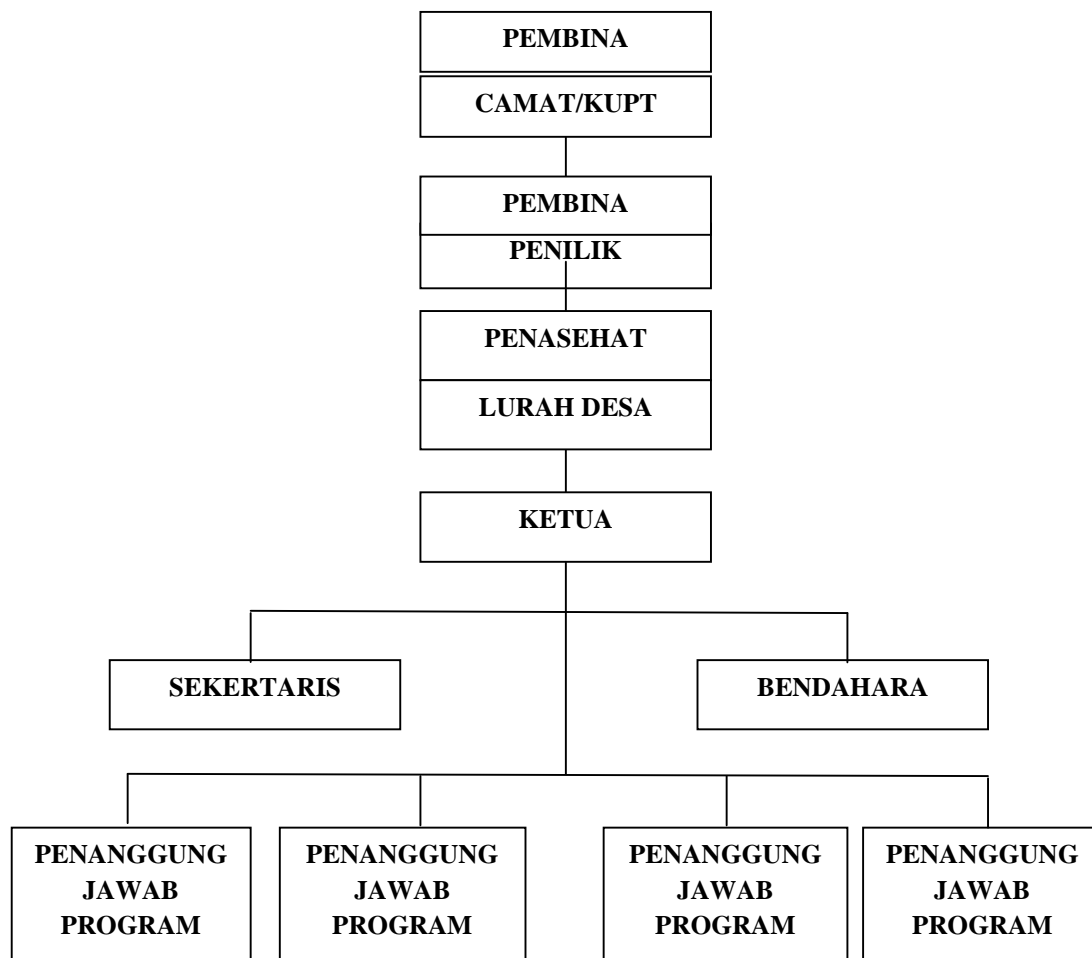 PEMBINA
CAMAT/KUPT
PEMBINA
PENILIK
PENASEHAT
LURAH DESA
KETUA
SEKERTARIS
BENDAHARA
PENANGGUNG
JAWAB
PROGRAM
PENANGGUNG
JAWAB
PROGRAM
PENANGGUNG
JAWAB
PROGRAM
PENANGGUNG
JAWAB
PROGRAM